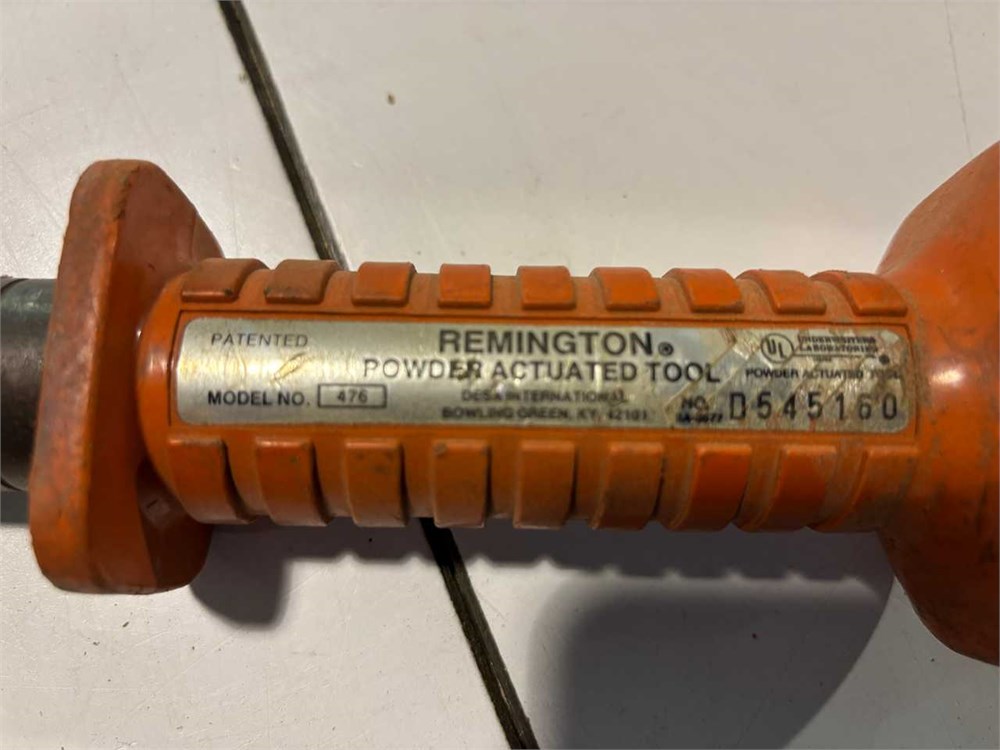 PATENTED
REMINGTON®
POWDER ACTUATED TOOL
MODEL NO. 476
DESA INTERNATIONAL
BOWLING GREEN, KY. 42101
UL ® UNDERWRITERS
LABORATORIES
POWDER ACTUATED TOOL
NO. D545160